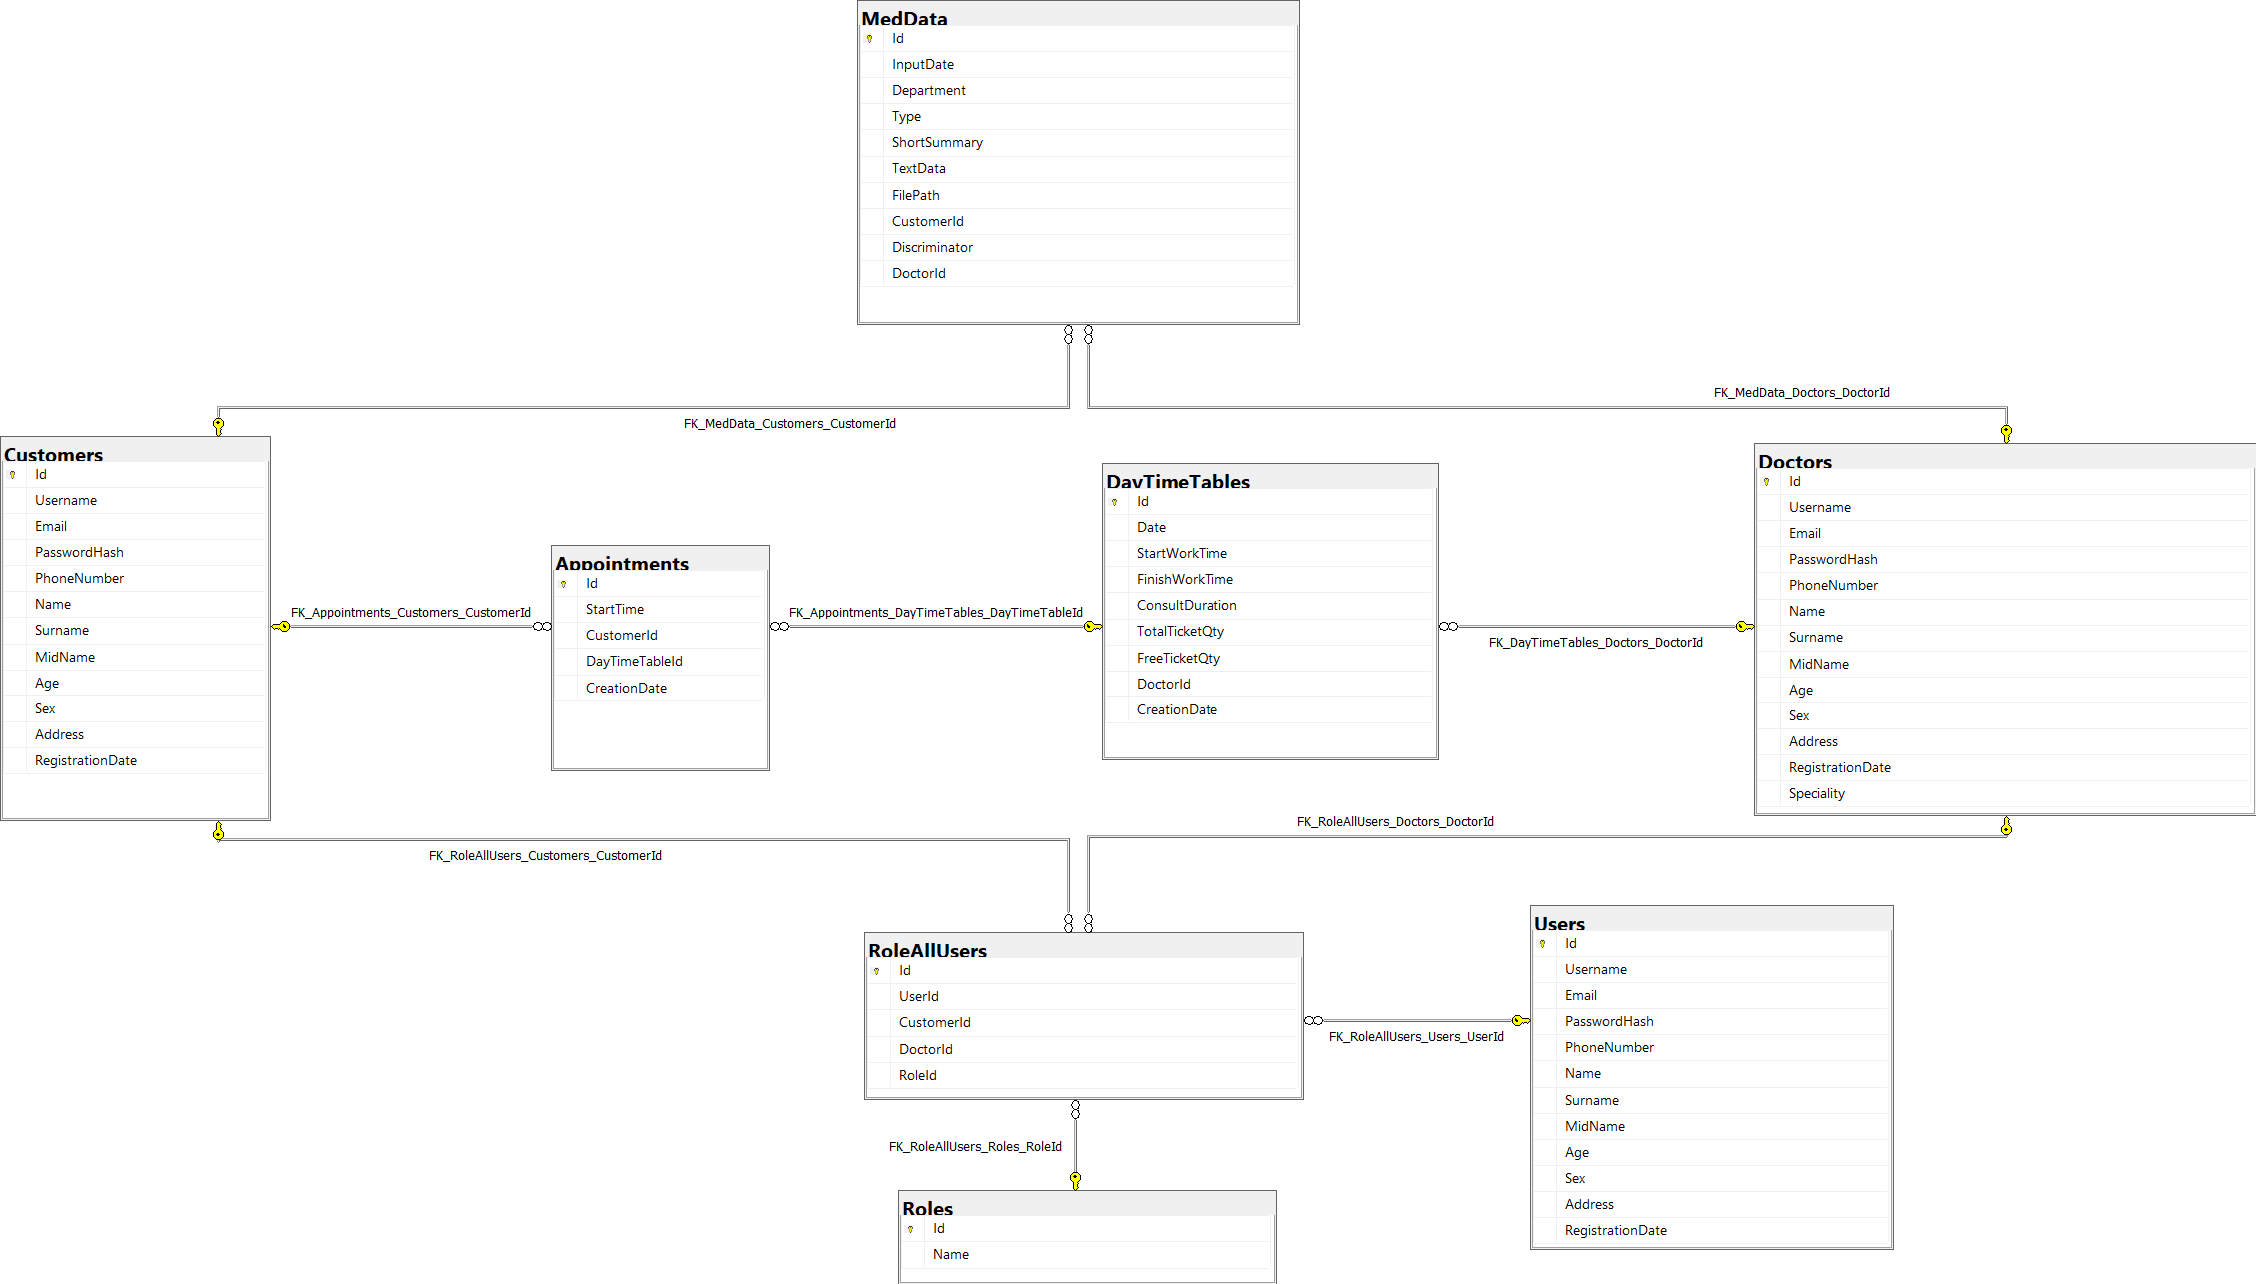 MedData
Id
InputDate
Department
Type
ShortSummary
TextData
FilePath
CustomerId
Discriminator
DoctorId
FK_MedData_Customers_CustomerId
FK_MedData_Doctors_DoctorId
Customers
Id
Username
Email
PasswordHash
PhoneNumber
Name
Surname
MidName
Age
Sex
Address
RegistrationDate
FK_Appointments_Customers_CustomerId
Appointments
Id
StartTime
CustomerId
DayTimeTableId
CreationDate
FK_Appointments_DayTimeTables_DayTimeTableId
DayTimeTables
Id
Date
StartWorkTime
FinishWorkTime
ConsultDuration
TotalTicketQty
FreeTicketQty
DoctorId
CreationDate
FK_DayTimeTables_Doctors_DoctorId
Doctors
Id
Username
Email
PasswordHash
PhoneNumber
Name
Surname
MidName
Age
Sex
Address
RegistrationDate
Speciality
FK_RoleAllUsers_Customers_CustomerId
FK_RoleAllUsers_Doctors_DoctorId
RoleAllUsers
Id
UserId
CustomerId
DoctorId
RoleId
FK_RoleAllUsers_Users_UserId
Users
Id
Username
Email
PasswordHash
PhoneNumber
Name
Surname
MidName
Age
Sex
Address
RegistrationDate
FK_RoleAllUsers_Roles_RoleId
Roles
Id
Name